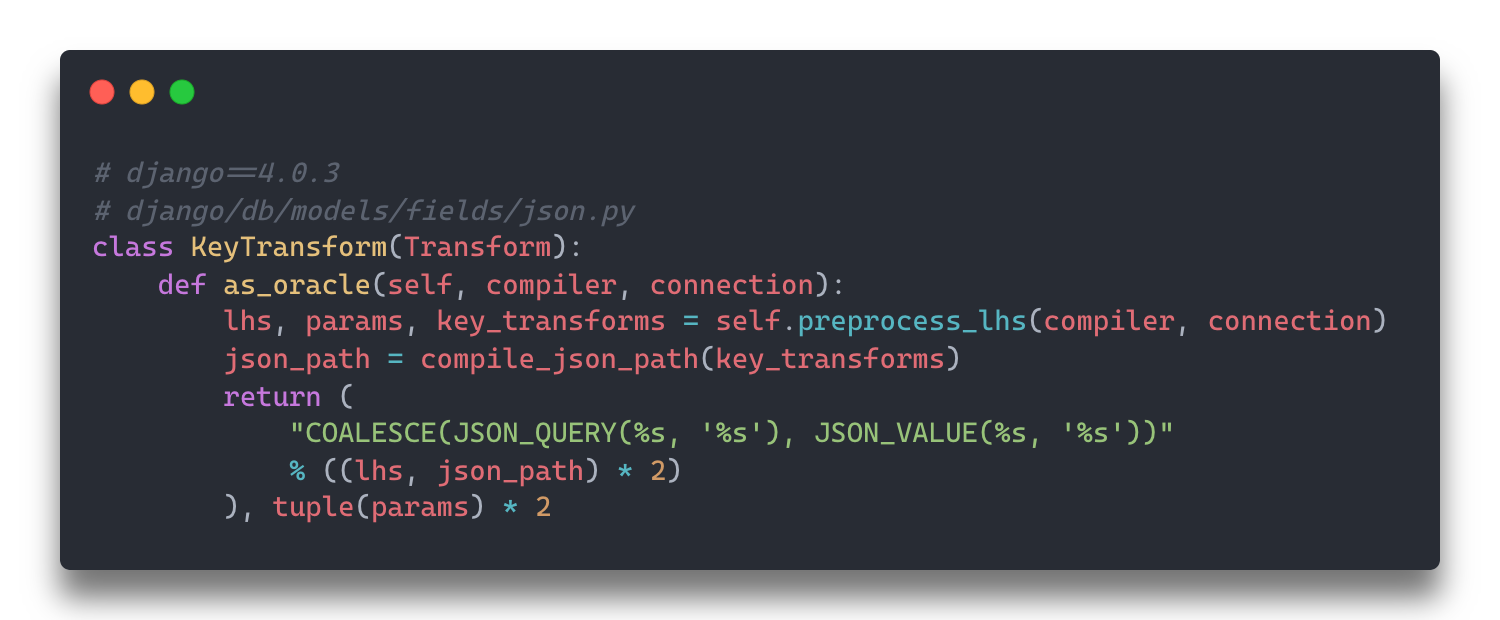 # django==4.0.3
# django/db/models/fields/json.py
class KeyTransform(Transform):
    def as_oracle(self, compiler, connection):
        lhs, params, key_transforms = self.preprocess_lhs(compiler, connection)
        json_path = compile_json_path(key_transforms)
        return (
            "COALESCE(JSON_QUERY(%s, '%s'), JSON_VALUE(%s, '%s'))"
            % ((lhs, json_path) * 2)
        ), tuple(params) * 2